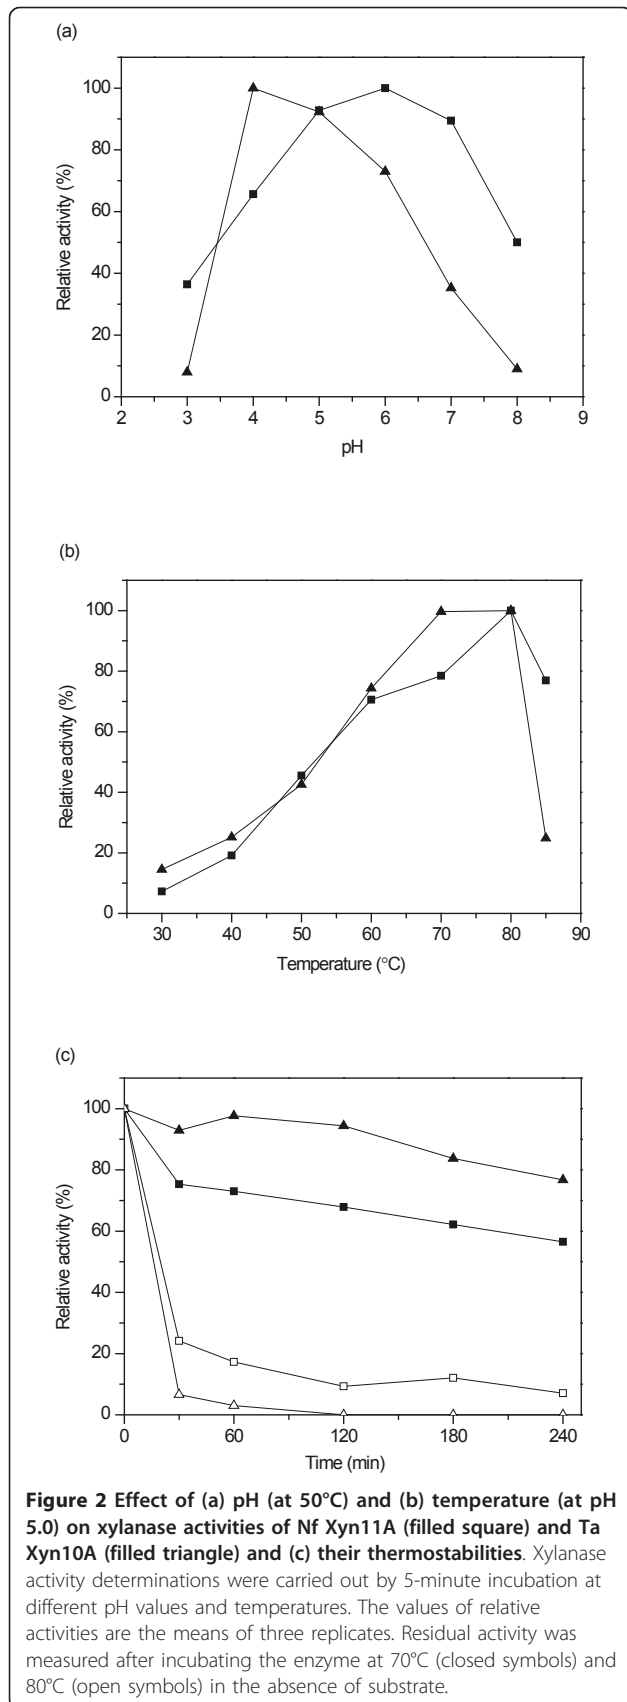 (a)
100
80
60
40
20
0
Relative activity (%)
2 3 4 5 6 7 8 9
pH
(b)
100
80
60
40
20
0
Relative activity (%)
30 40 50 60 70 80 90
Temperature (°C)
(c)
100
80
60
40
20
0
Relative activity (%)
0 60 120 180 240
Time (min)
Figure 2 Effect of (a) pH (at 50°C) and (b) temperature (at pH
5.0) on xylanase activities of Nf Xyn11A (filled square) and Ta
Xyn10A (filled triangle) and (c) their thermostabilities. Xylanase
activity determinations were carried out by 5-minute incubation at
different pH values and temperatures. The values of relative
activities are the means of three replicates. Residual activity was
measured after incubating the enzyme at 70°C (closed symbols) and
80°C (open symbols) in the absence of substrate.